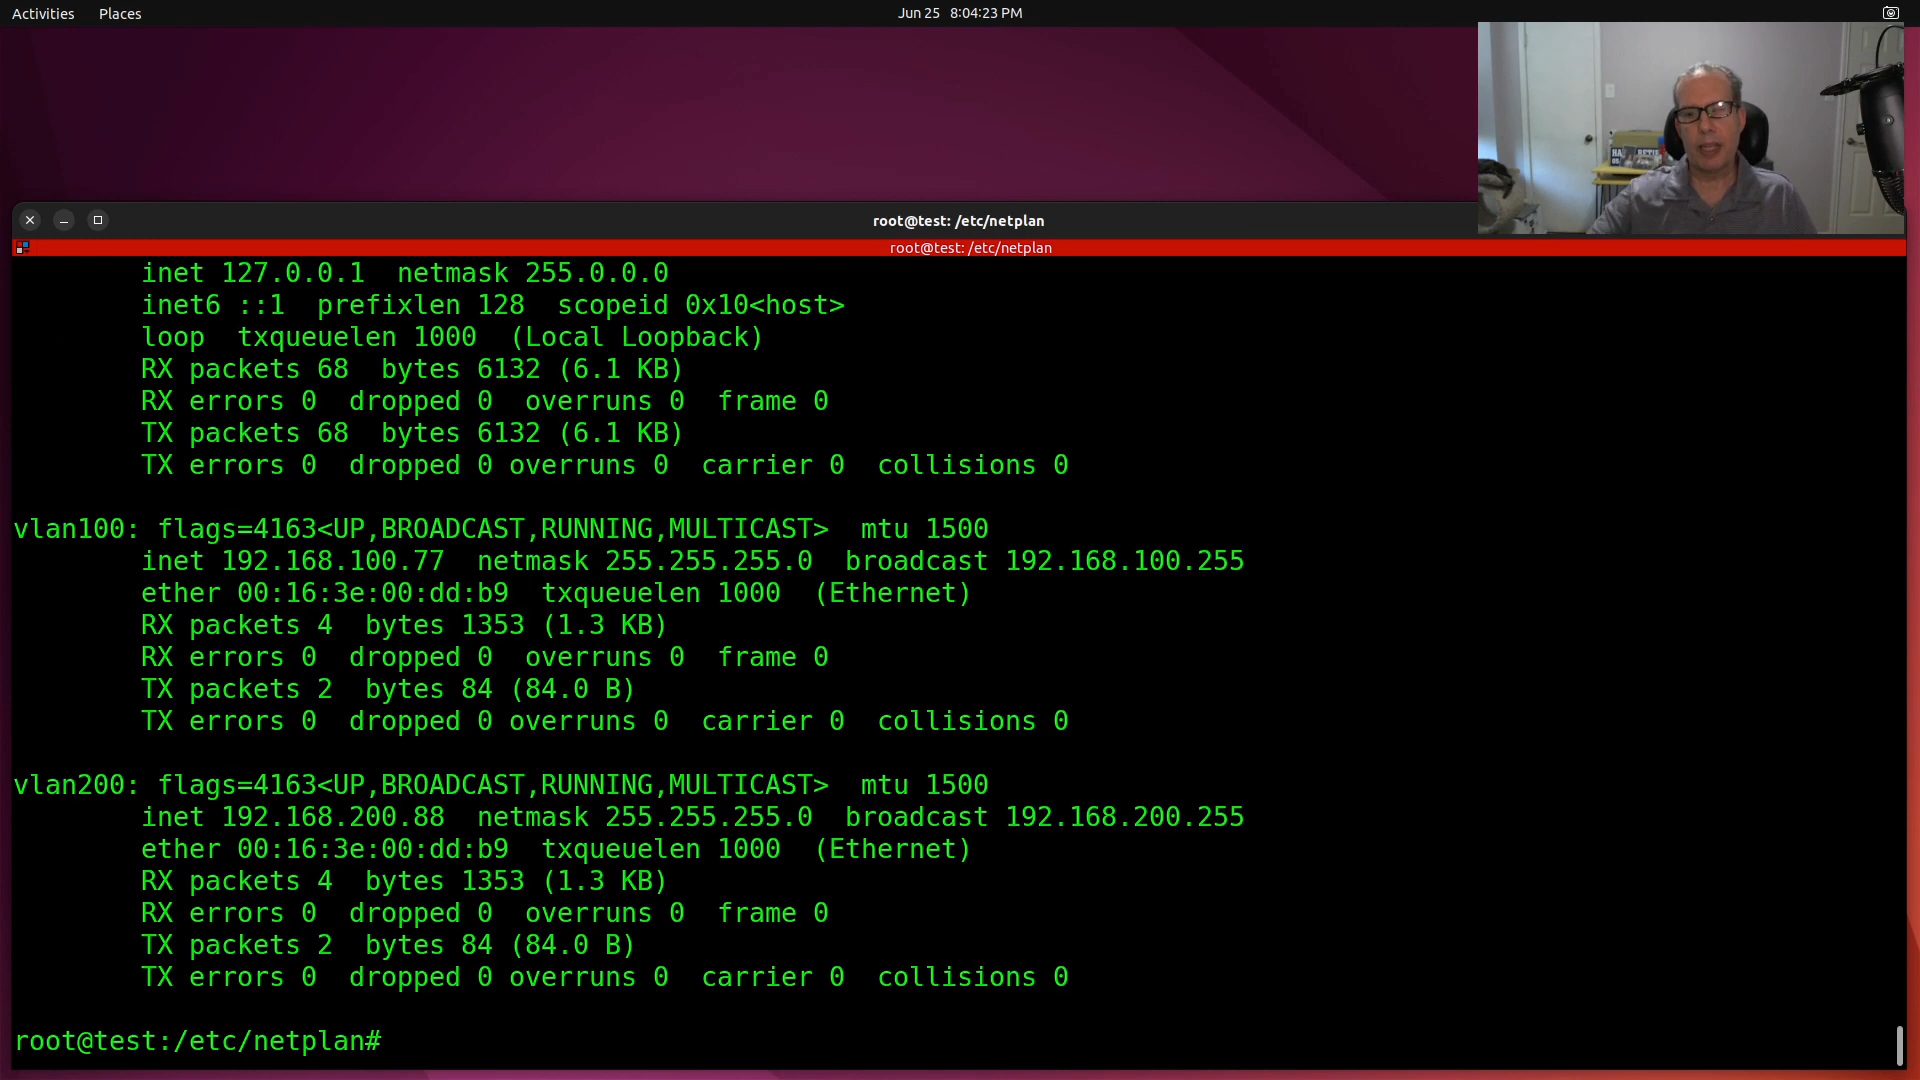 Activities Places Jun 25 8:04:23 PM
root@test: /etc/netplan
root@test: /etc/netplan
inet 127.0.0.1 netmask 255.0.0.0
inet6 ::1 prefixlen 128 scopeid 0x10<host>
loop txqueuelen 1000 (Local Loopback)
RX packets 68 bytes 6132 (6.1 KB)
RX errors 0 dropped 0 overruns 0 frame 0
TX packets 68 bytes 6132 (6.1 KB)
TX errors 0 dropped 0 overruns 0 carrier 0 collisions 0
vlan100: flags=4163<UP,BROADCAST,RUNNING,MULTICAST> mtu 1500
inet 192.168.100.77 netmask 255.255.255.0 broadcast 192.168.100.255
ether 00:16:3e:00:dd:b9 txqueuelen 1000 (Ethernet)
RX packets 4 bytes 1353 (1.3 KB)
RX errors 0 dropped 0 overruns 0 frame 0
TX packets 2 bytes 84 (84.0 B)
TX errors 0 dropped 0 overruns 0 carrier 0 collisions 0
vlan200: flags=4163<UP,BROADCAST,RUNNING,MULTICAST> mtu 1500
inet 192.168.200.88 netmask 255.255.255.0 broadcast 192.168.200.255
ether 00:16:3e:00:dd:b9 txqueuelen 1000 (Ethernet)
RX packets 4 bytes 1353 (1.3 KB)
RX errors 0 dropped 0 overruns 0 frame 0
TX packets 2 bytes 84 (84.0 B)
TX errors 0 dropped 0 overruns 0 carrier 0 collisions 0
root@test:/etc/netplan#